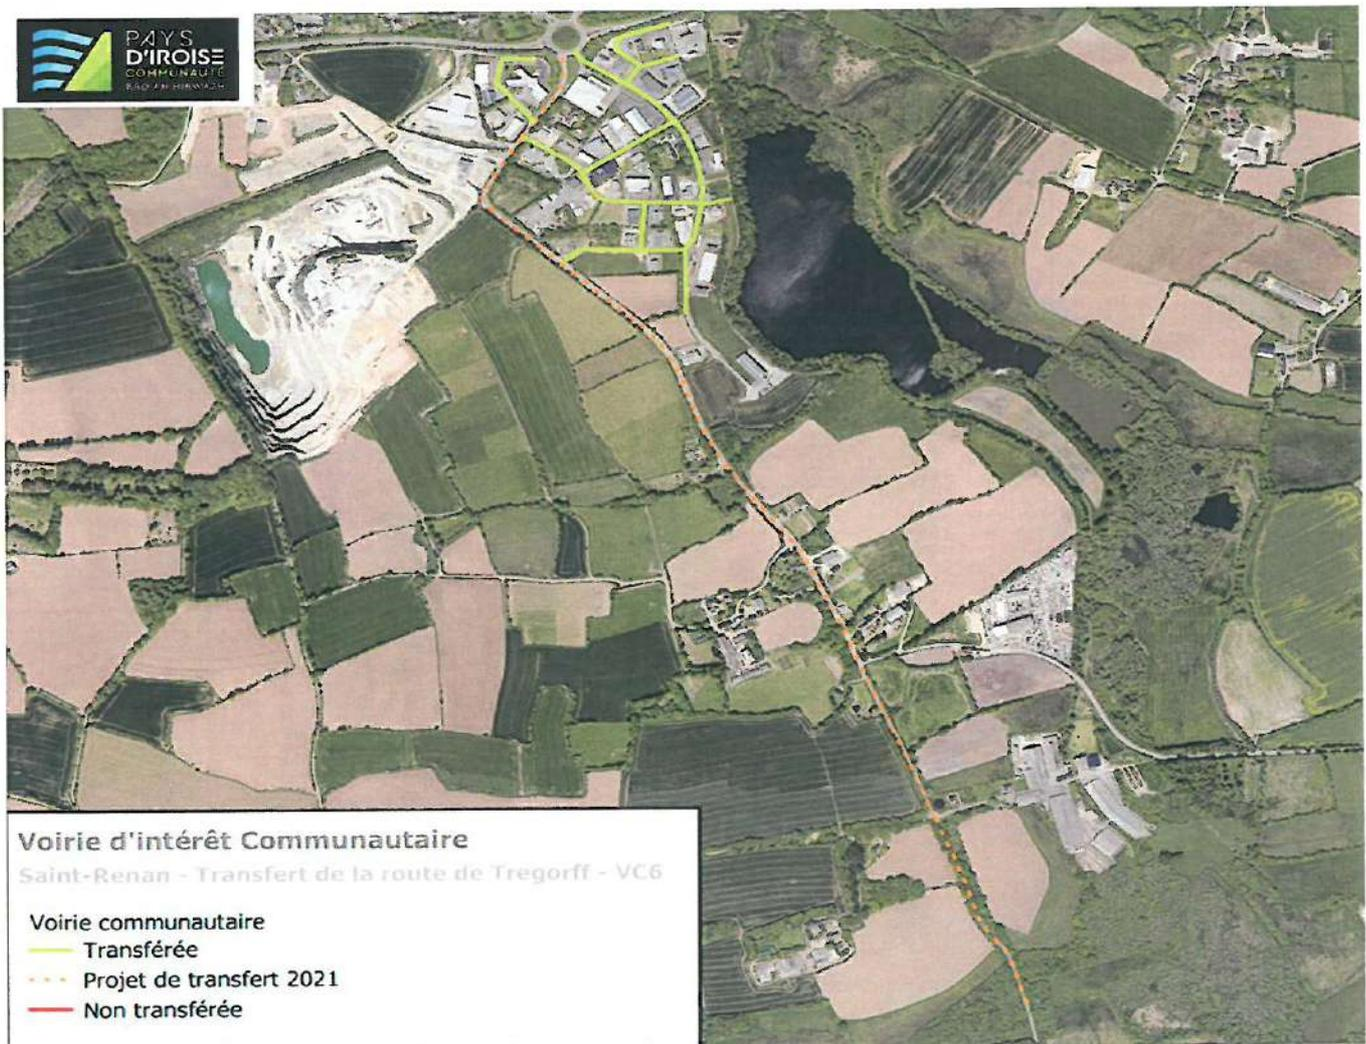 PAYS
D'IROISE
COMMUNAUTÉ
Voirie d'intérêt Communautaire
Saint-Renan - Transfert de la route de Tregorff - VC6
Voirie communautaire
Transférée
Projet de transfert 2021
Non transférée